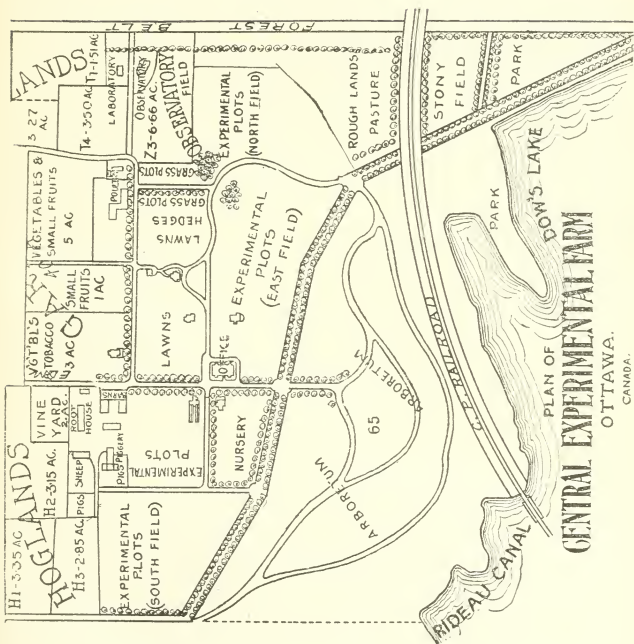 FOREST BELT
LANDS
T1-1·51 AC
3 27
AC
T4-3·50 AC
LABORATORY
OBSERVATORY
Z3-6·66 AC.
OBSERVATORY
FIELD
EXPERIMENTAL
PLOTS
(NORTH FIELD)
ROUGH LANDS
PASTURE
STONY
FIELD
PARK
VEGETABLES &
SMALL FRUITS
5 AC
GRASS PLOTS
GRASS PLOTS
HEDGES
LAWNS
SMALL
FRUITS
1 AC
VGT'BL'S
TOBACCO
3 AC
LAWNS
OFFICE
EXPERIMENTAL
PLOTS
(EAST FIELD)
PARK
DOW'S LAKE
VINE
YARD
2. AC.
ROOT
HOUSE
BARNS
PIGGERY
PIGS
EXPERIMENTAL
PLOTS
NURSERY
ARBORETUM
65
ARBORETUM
C.P. RAILROAD
HOGLANDS
H1-3·35 AC
H2-3·15 AC.
H3-2·85 AC.
PIGS
SHEEP
EXPERIMENTAL
PLOTS
(SOUTH FIELD)
RIDEAU CANAL
PLAN OF
CENTRAL EXPERIMENTAL FARM
OTTAWA.
CANADA.